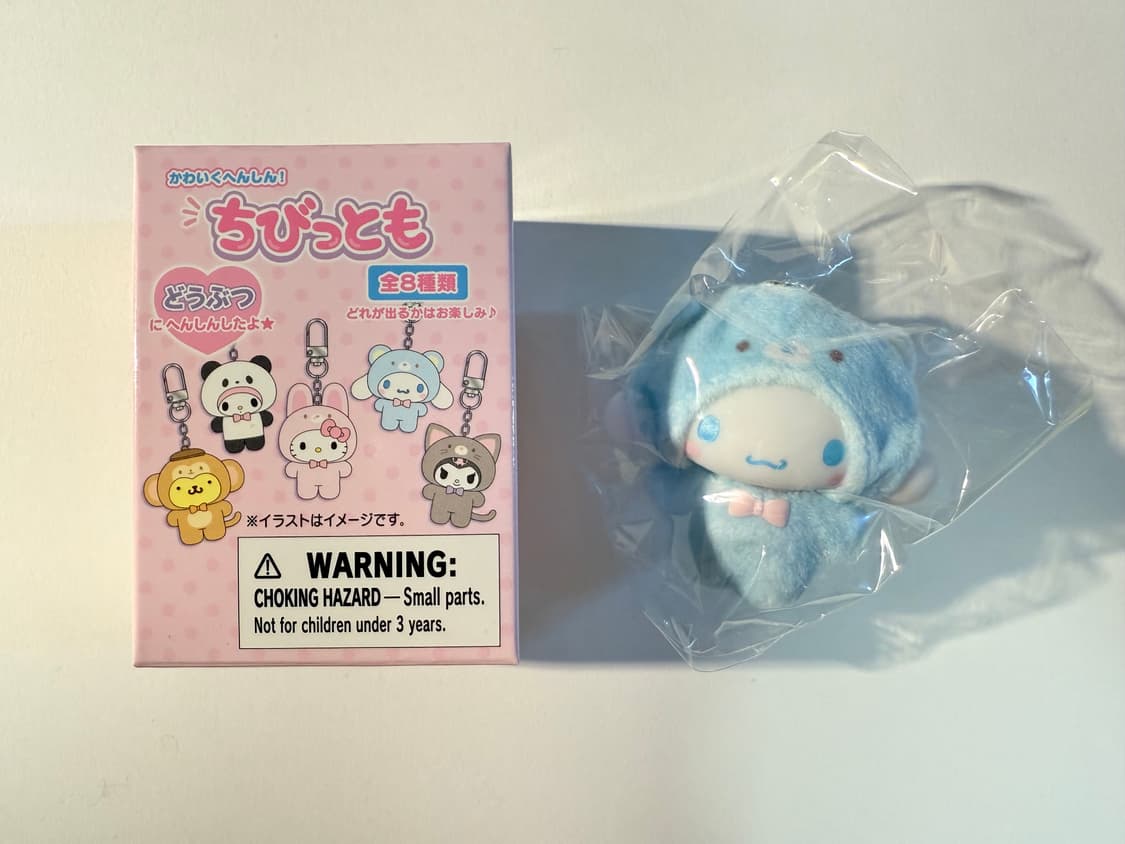 かわいくへんしん！
ちびっとも
全8種類
どれが出るかはお楽しみ♪
どうぶつ
にへんしんしたよ★
※イラストはイメージです。
⚠ WARNING:
CHOKING HAZARD — Small parts.
Not for children under 3 years.